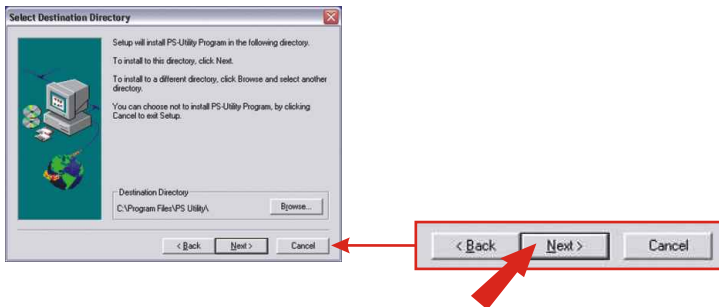 Select Destination Directory
Setup will install PS-Utility Program in the following directory.
To install to this directory, click Next.
To install to a different directory, click Browse and select another
directory.
You can choose not to install PS-Utility Program, by clicking
Cancel to exit Setup.
Destination Directory
C:\Program Files\PS Utility\
Browse...
< Back Next > Cancel
< Back Next > Cancel